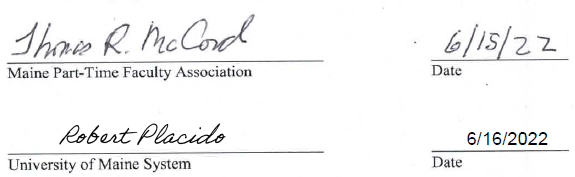 Thomas R. McCord 6/15/22
Maine Part-Time Faculty Association Date
Robert Placido 6/16/2022
University of Maine System Date